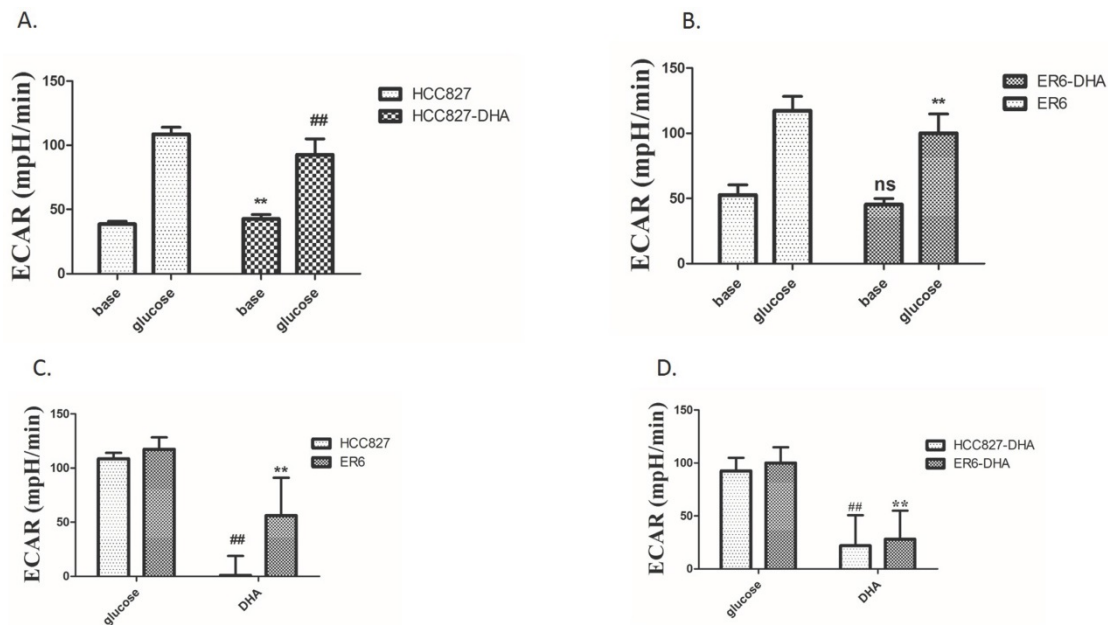 A.
ECAR (mpH/min)
150
100
50
0
**
##
base
glucose
base
glucose
HCC827
HCC827-DHA
B.
ECAR (mpH/min)
150
100
50
0
ns
**
base
glucose
base
glucose
ER6-DHA
ER6
C.
ECAR (mpH/min)
150
100
50
0
##
**
glucose
DHA
HCC827
ER6
D.
ECAR (mpH/min)
150
100
50
0
##
**
glucose
DHA
HCC827-DHA
ER6-DHA